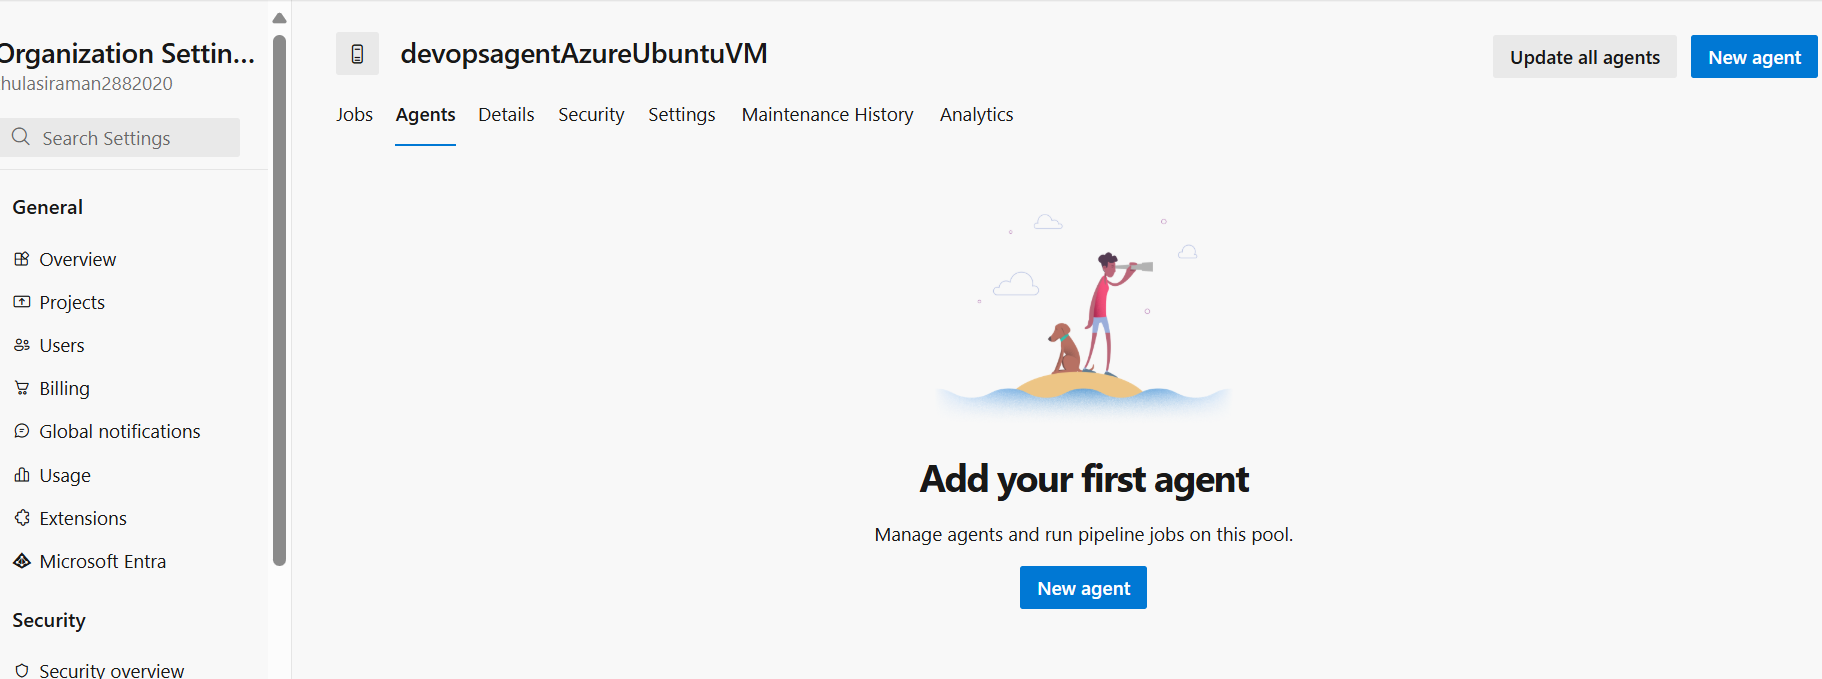 Organization Settin...
hulasiraman2882020
Search Settings
General
Overview
Projects
Users
Billing
Global notifications
Usage
Extensions
Microsoft Entra
Security
Security overview
devopsagentAzureUbuntuVM
Update all agents
New agent
Jobs Agents Details Security Settings Maintenance History Analytics
Add your first agent
Manage agents and run pipeline jobs on this pool.
New agent